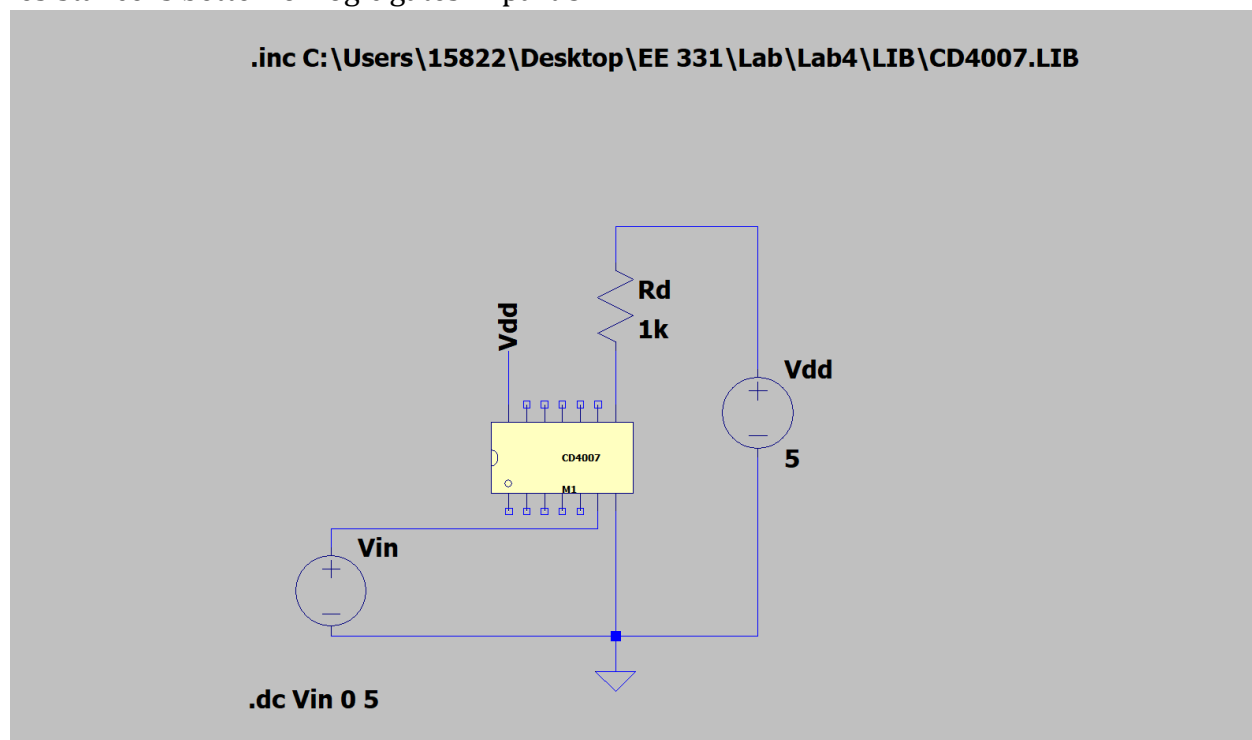 .inc C:\Users\15822\Desktop\EE 331\Lab\Lab4\LIB\CD4007.LIB
Rd
1k
Vdd
Vdd
5
CD4007
M1
Vin
.dc Vin 0 5